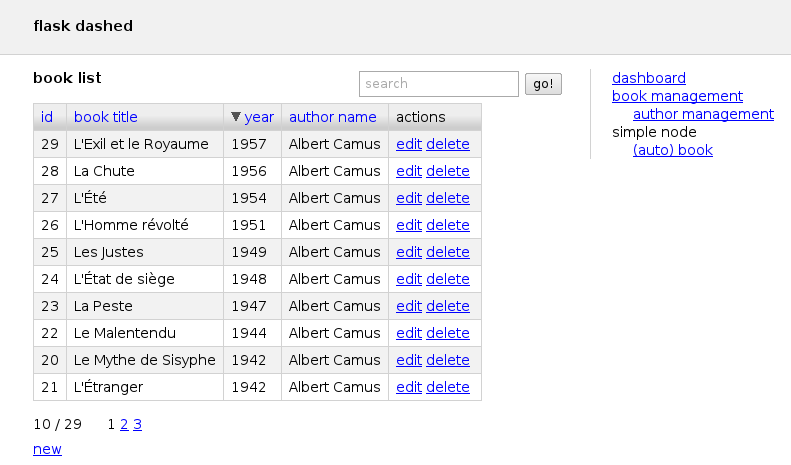 flask dashed
book list
search go!
id book title ▼ year author name actions
29 L'Exil et le Royaume 1957 Albert Camus edit delete
28 La Chute 1956 Albert Camus edit delete
27 L'Été 1954 Albert Camus edit delete
26 L'Homme révolté 1951 Albert Camus edit delete
25 Les Justes 1949 Albert Camus edit delete
24 L'État de siège 1948 Albert Camus edit delete
23 La Peste 1947 Albert Camus edit delete
22 Le Malentendu 1944 Albert Camus edit delete
20 Le Mythe de Sisyphe 1942 Albert Camus edit delete
21 L'Étranger 1942 Albert Camus edit delete
10 / 29 1 2 3
new
dashboard
book management
author management
simple node
(auto) book